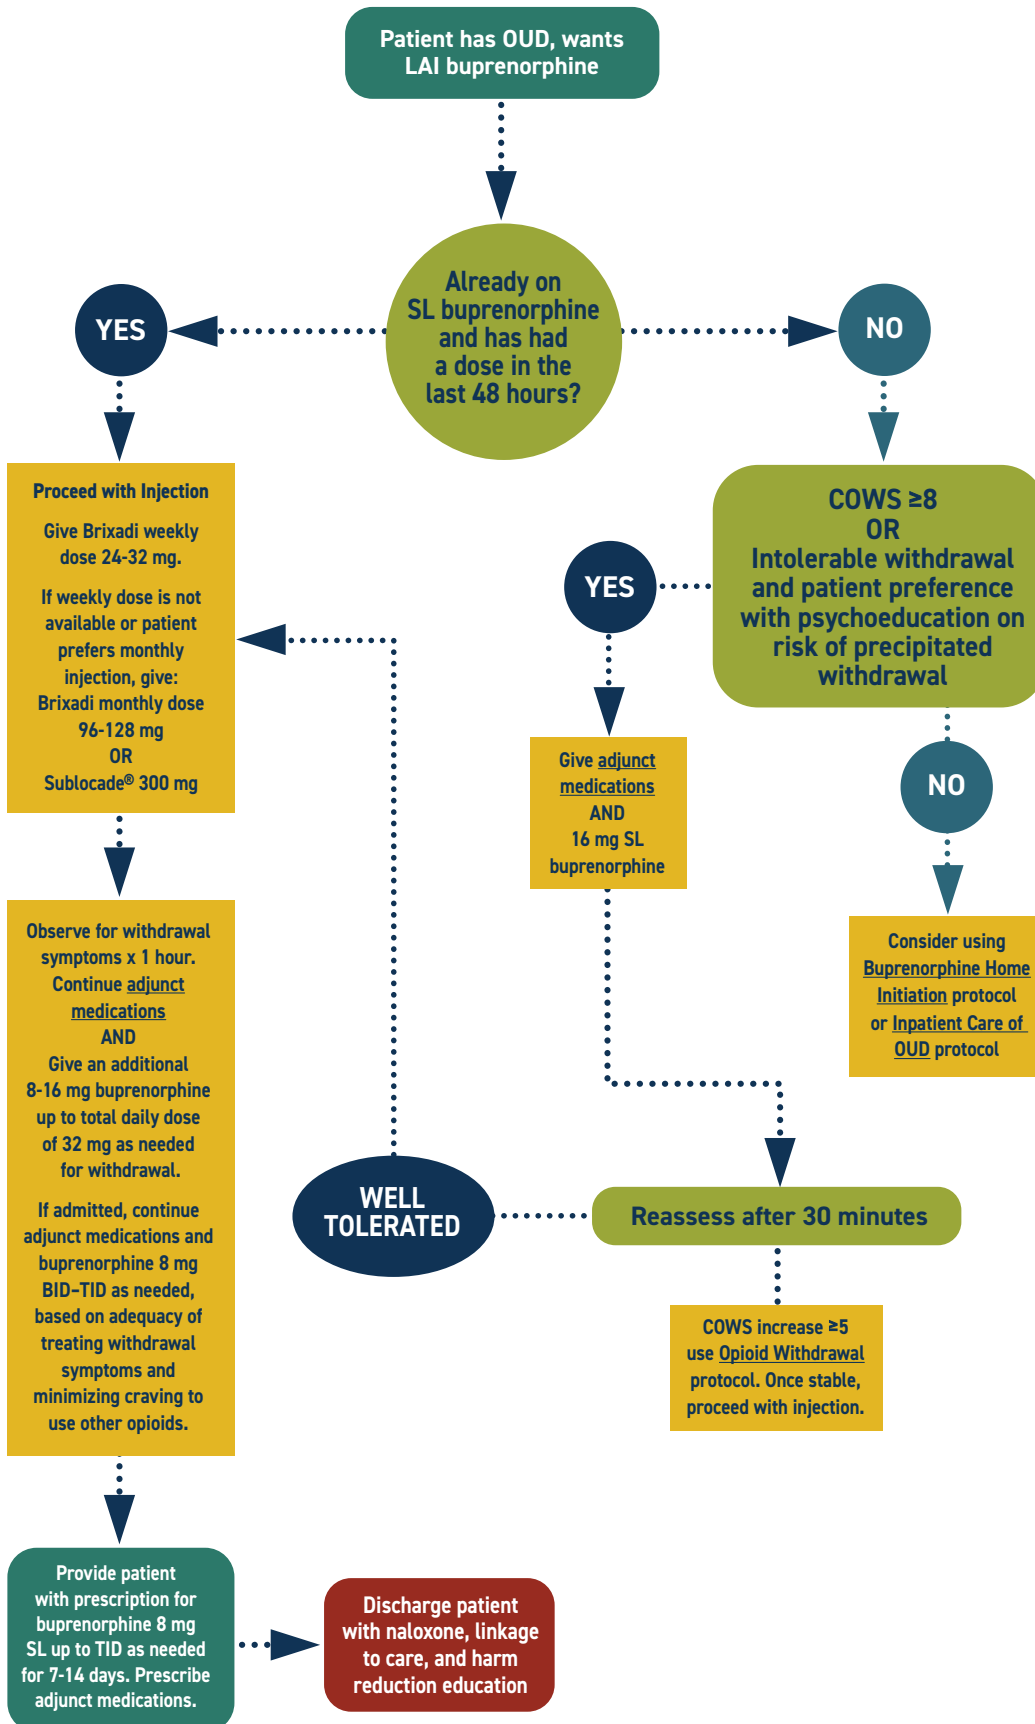 Patient has OUD, wants
LAI buprenorphine
Already on
SL buprenorphine
and has had
a dose in the
last 48 hours?
YES
NO
Proceed with Injection
Give Brixadi weekly
dose 24-32 mg.
If weekly dose is not
available or patient
prefers monthly
injection, give:
Brixadi monthly dose
96-128 mg
OR
Sublocade® 300 mg
COWS ≥8
OR
Intolerable withdrawal
and patient preference
with psychoeducation on
risk of precipitated
withdrawal
YES
NO
Give adjunct
medications
AND
16 mg SL
buprenorphine
Consider using
Buprenorphine Home
Initiation protocol
or Inpatient Care of
OUD protocol
Observe for withdrawal
symptoms x 1 hour.
Continue adjunct
medications
AND
Give an additional
8-16 mg buprenorphine
up to total daily dose
of 32 mg as needed
for withdrawal.
If admitted, continue
adjunct medications and
buprenorphine 8 mg
BID–TID as needed,
based on adequacy of
treating withdrawal
symptoms and
minimizing craving to
use other opioids.
WELL
TOLERATED
Reassess after 30 minutes
COWS increase ≥5
use Opioid Withdrawal
protocol. Once stable,
proceed with injection.
Provide patient
with prescription for
buprenorphine 8 mg
SL up to TID as needed
for 7-14 days. Prescribe
adjunct medications.
Discharge patient
with naloxone, linkage
to care, and harm
reduction education